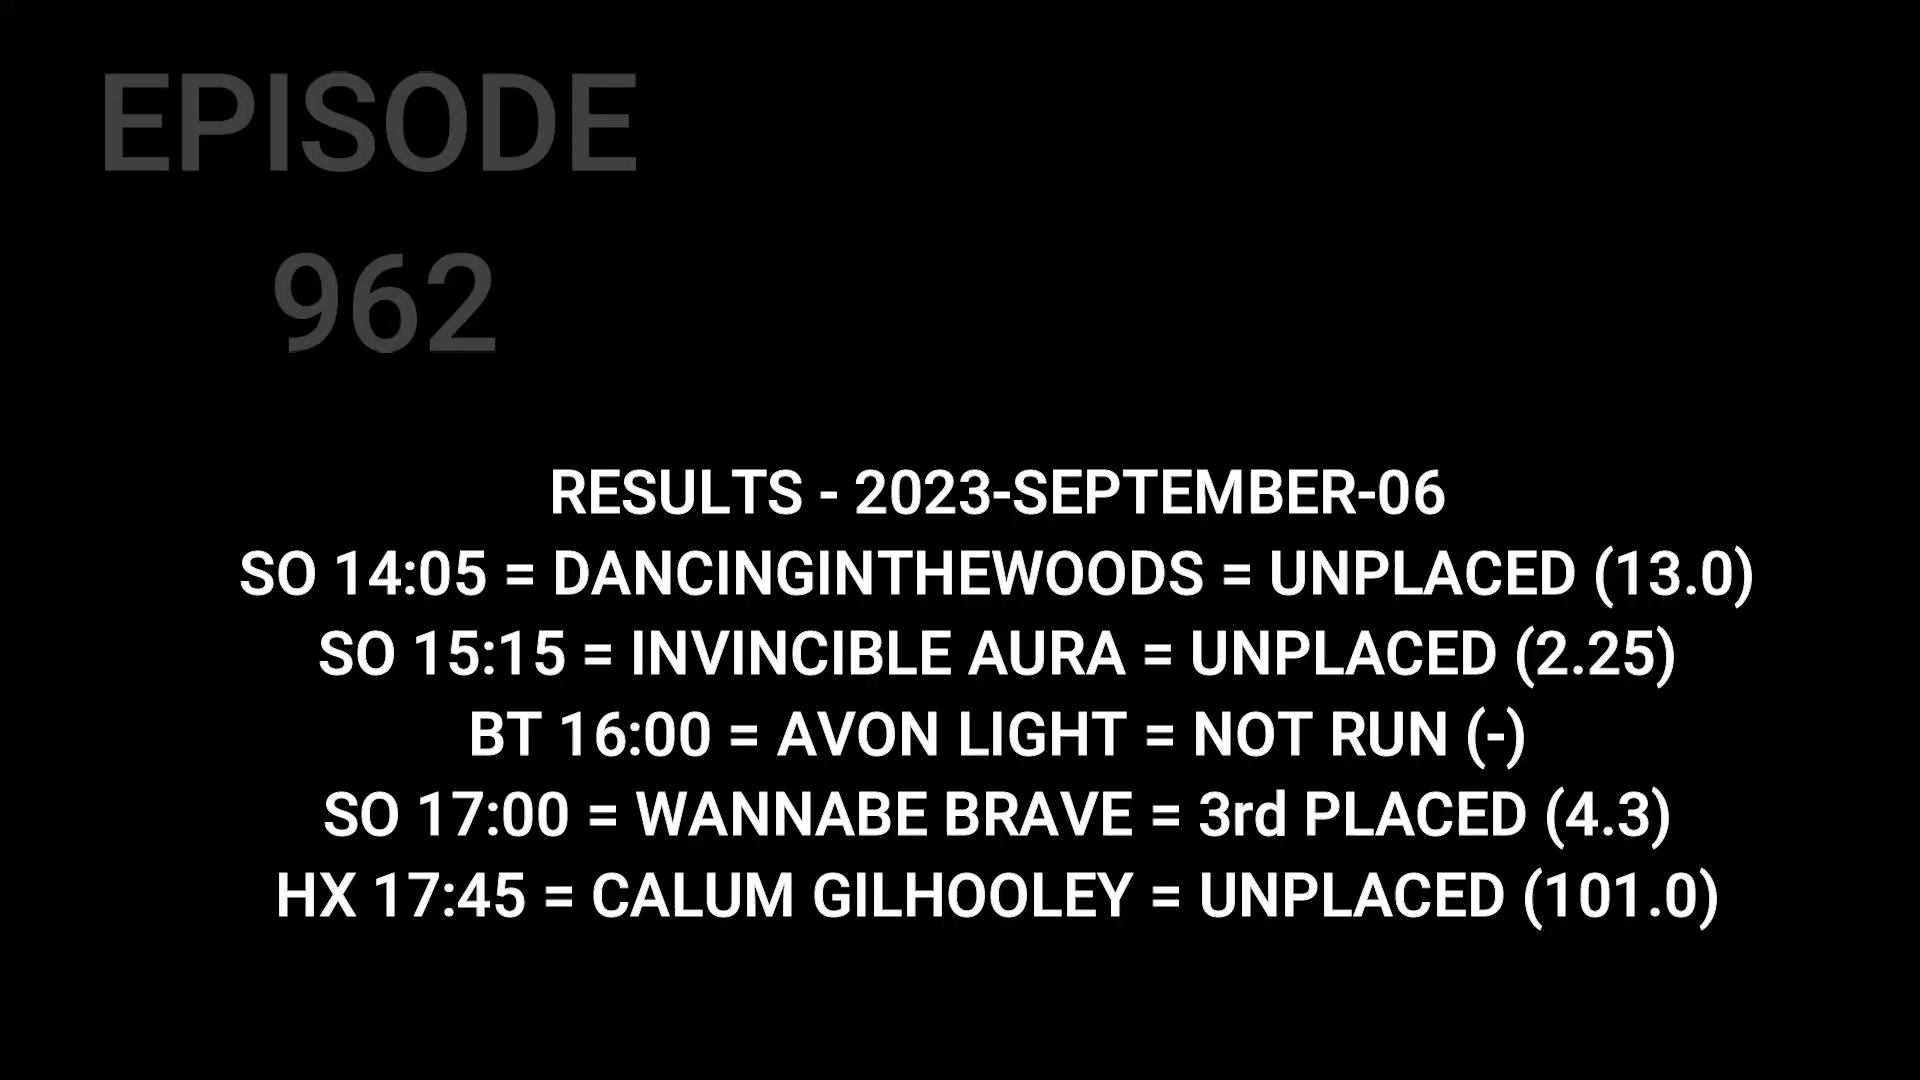 EPISODE
962
RESULTS - 2023-SEPTEMBER-06
SO 14:05 = DANCINGINTHEWOODS = UNPLACED (13.0)
SO 15:15 = INVINCIBLE AURA = UNPLACED (2.25)
BT 16:00 = AVON LIGHT = NOT RUN (-)
SO 17:00 = WANNABE BRAVE = 3rd PLACED (4.3)
HX 17:45 = CALUM GILHOOLEY = UNPLACED (101.0)